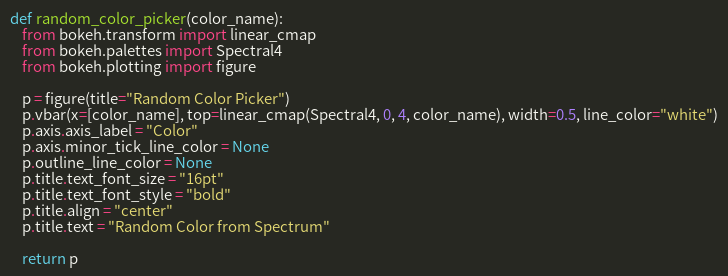 def random_color_picker(color_name):
    from bokeh.transform import linear_cmap
    from bokeh.palettes import Spectral4
    from bokeh.plotting import figure

    p = figure(title="Random Color Picker")
    p.vbar(x=[color_name], top=linear_cmap(Spectral4, 0, 4, color_name), width=0.5, line_color="white")
    p.axis.axis_label = "Color"
    p.axis.minor_tick_line_color = None
    p.outline_line_color = None
    p.title.text_font_size = "16pt"
    p.title.text_font_style = "bold"
    p.title.align = "center"
    p.title.text = "Random Color from Spectrum"

    return p